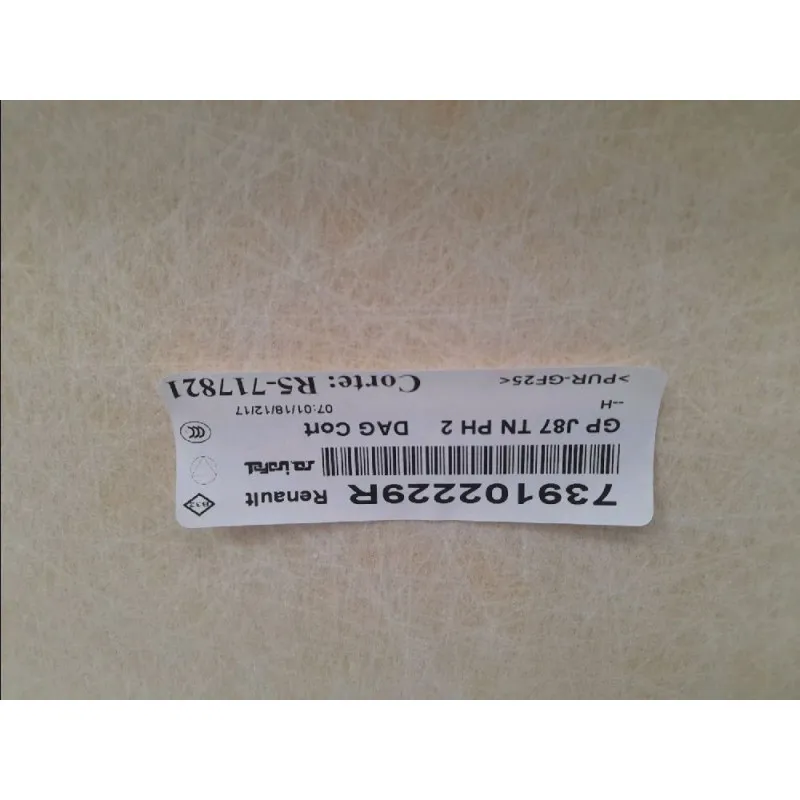 739102229R Renault
GP J87 TN PH 2 DAG Cort
--H 07:01/18/12/17
>PUR-GF25< Corte: R5-717821